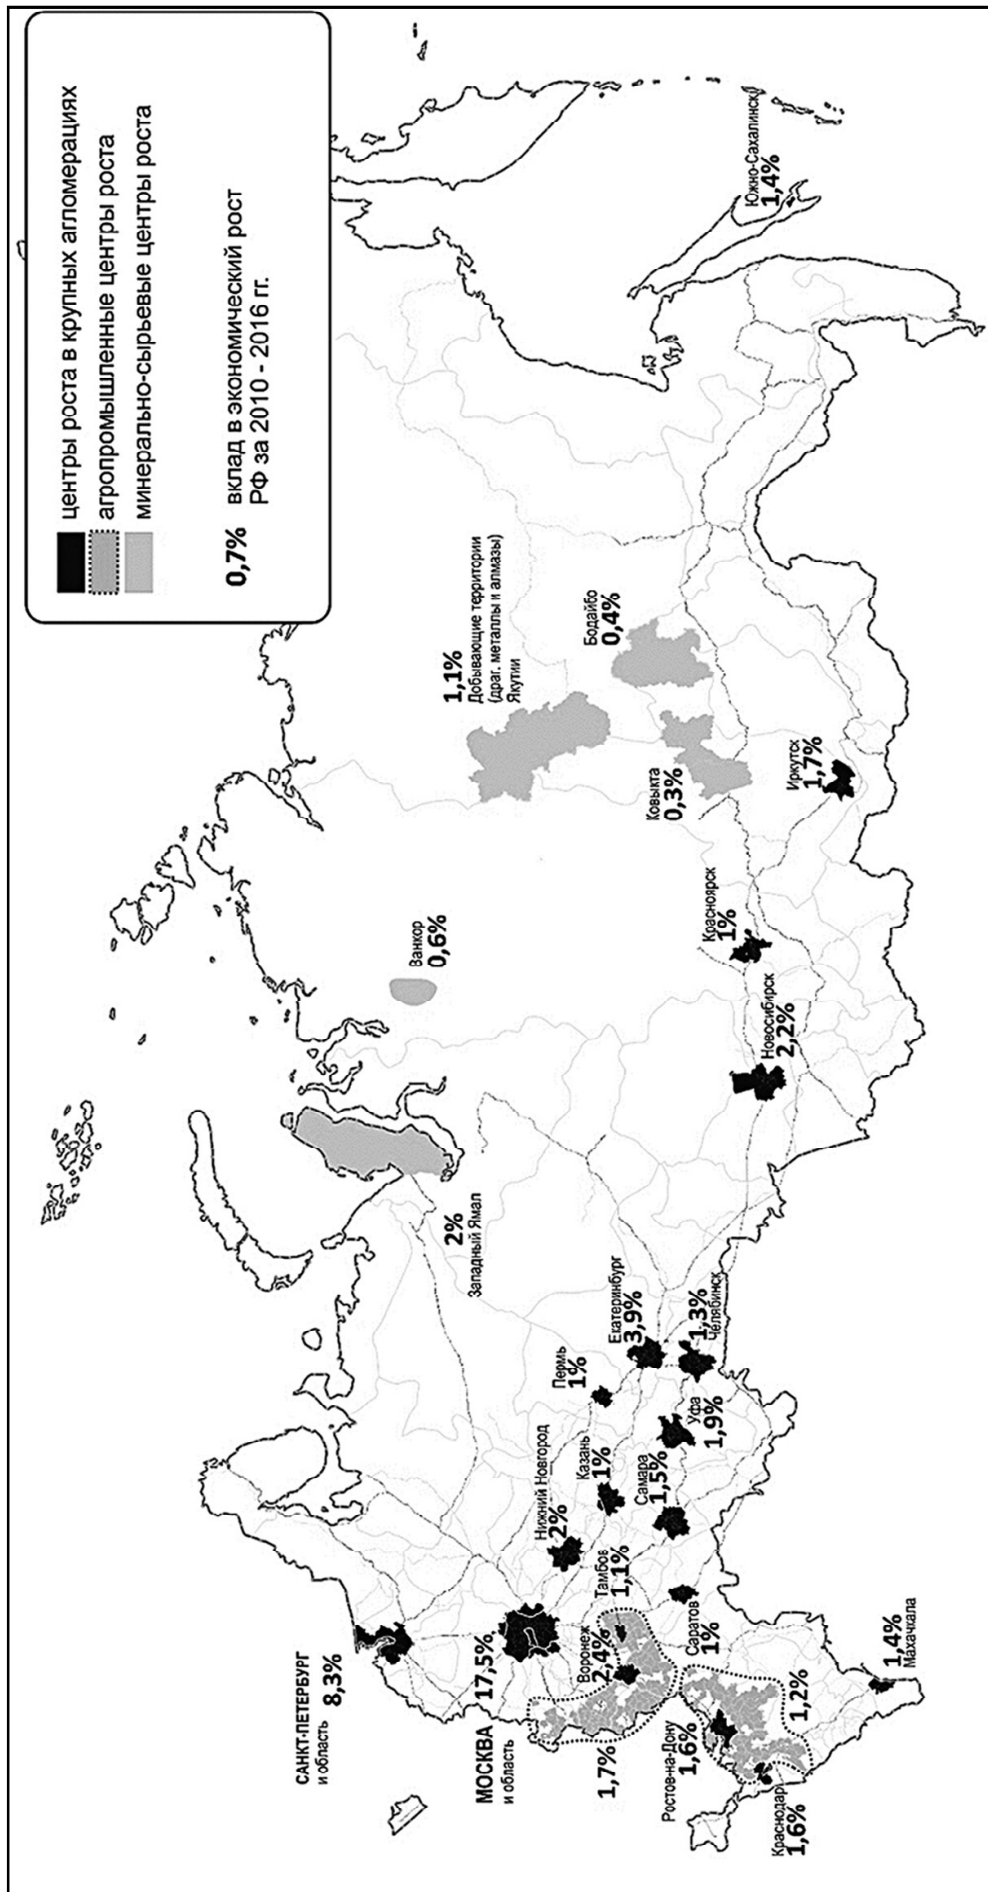 центры роста в крупных агломерациях
агропромышленные центры роста
минерально-сырьевые центры роста
0,7% вклад в экономический рост
РФ за 2010 - 2016 гг.
САНКТ-ПЕТЕРБУРГ
и область
8,3%
МОСКВА
и область
17,5%
1,7%
Воронеж
2,4%
Тамбов
1,1%
Ростов-на-Дону
1,6%
Краснодар
1,6%
1,2%
Махачкала
1,4%
Саратов
1%
Нижний Новгород
2%
Казань
1%
Самара
1,5%
Пермь
1%
Уфа
1,9%
Екатеринбург
3,9%
Челябинск
1,3%
2%
Западный Ямал
Ванкор
0,6%
Новосибирск
2,2%
Красноярск
1%
Иркутск
1,7%
Ковыкта
0,3%
Бодайбо
0,4%
1,1%
Добывающие территории
(драг. металлы и алмазы)
Якутии
Южно-Сахалинск
1,4%